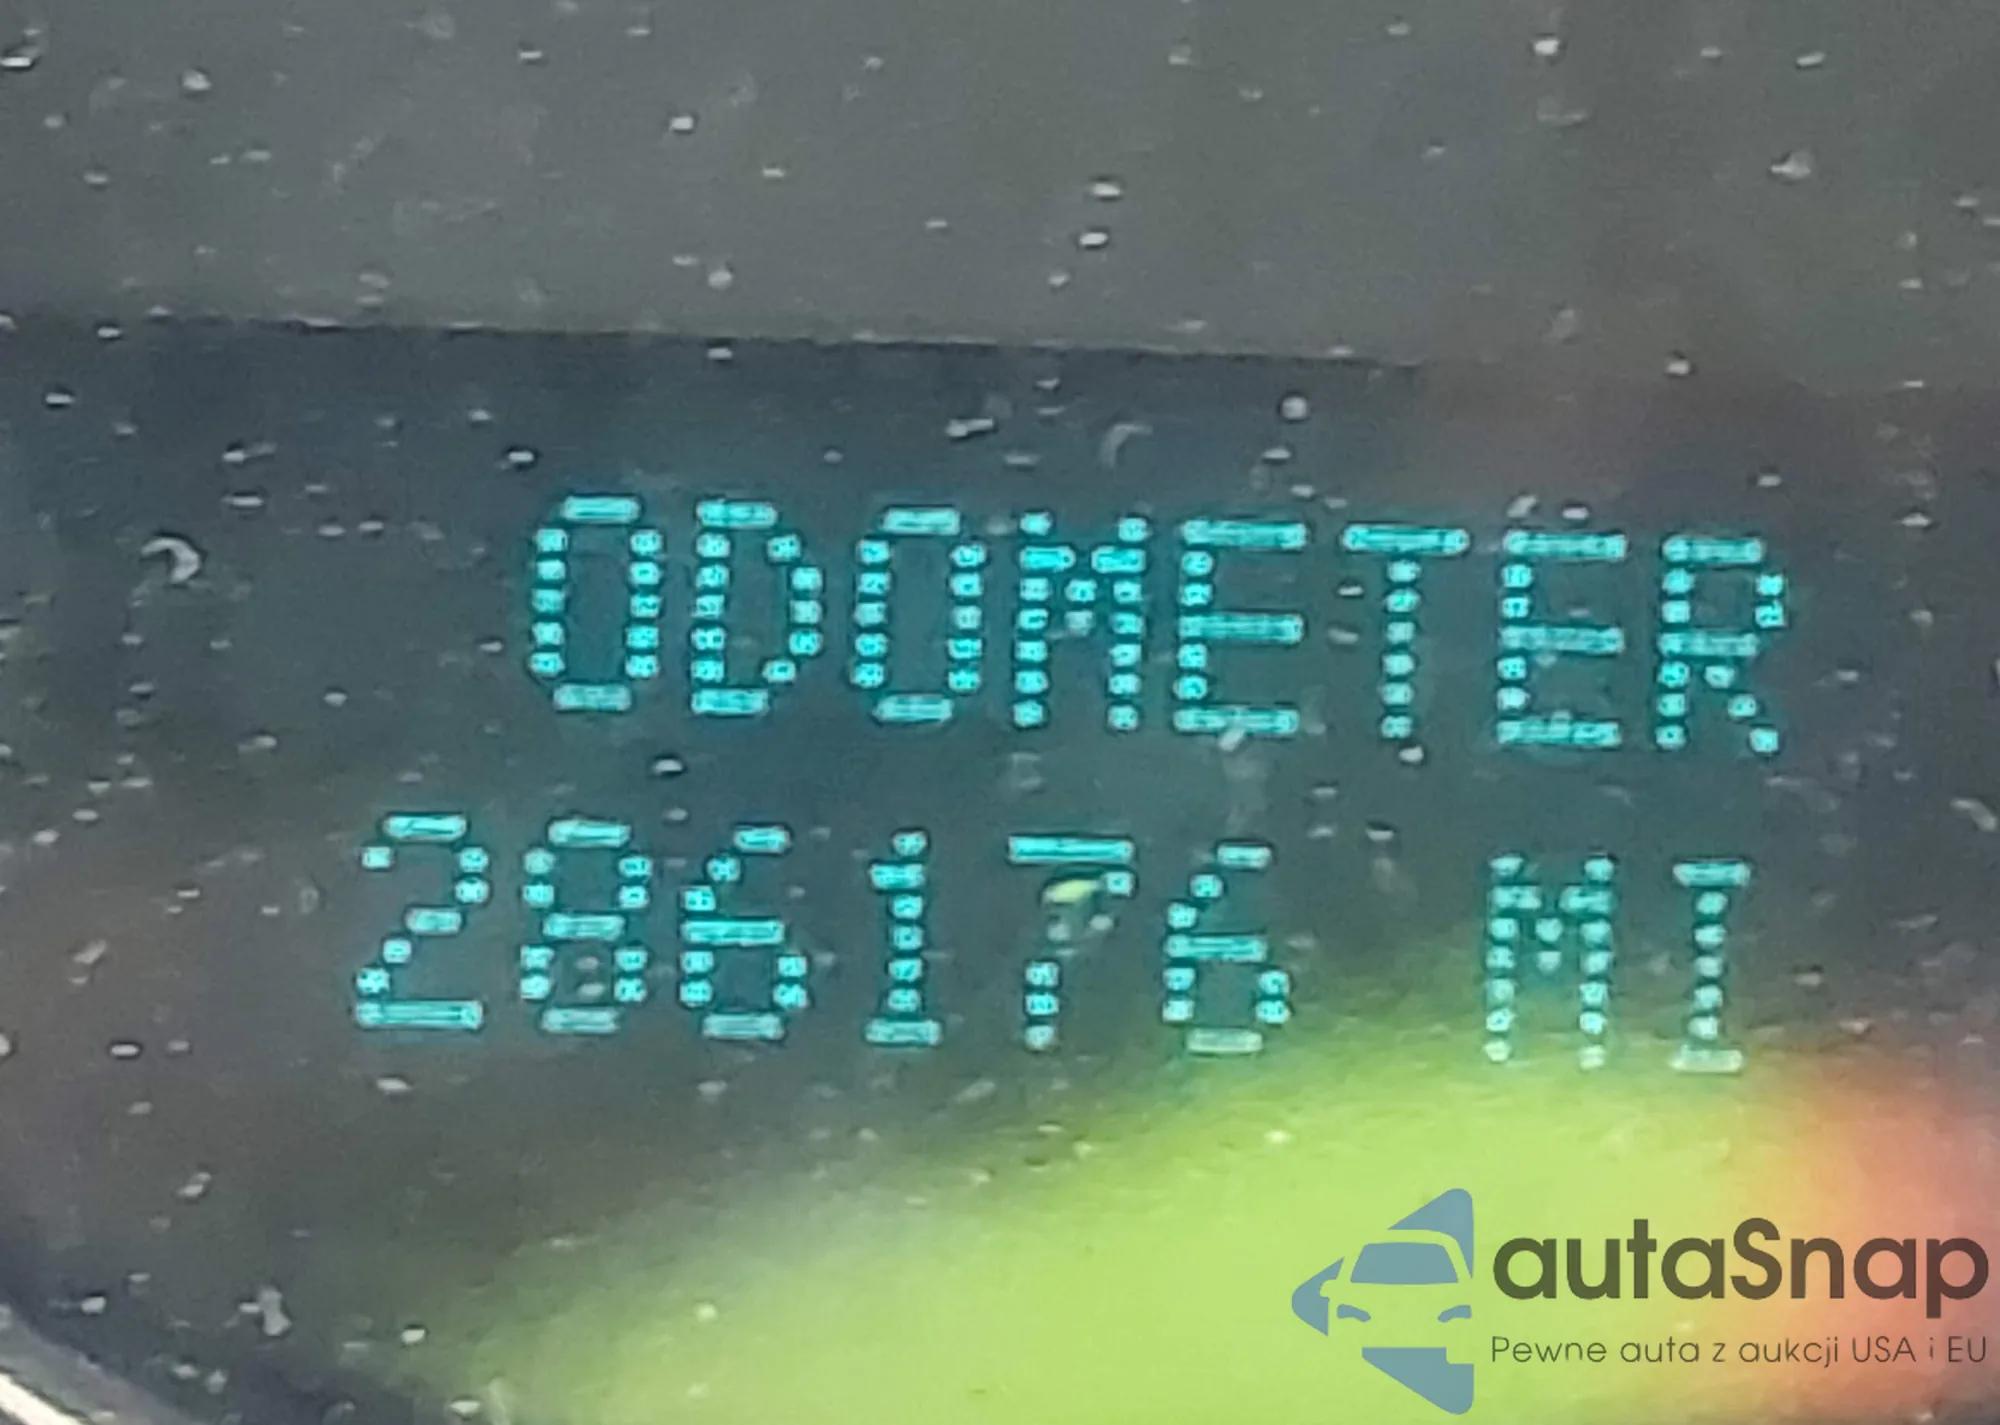 ODOMETER
286176 MI
autaSnap
Pewne auta z aukcji USA i EU